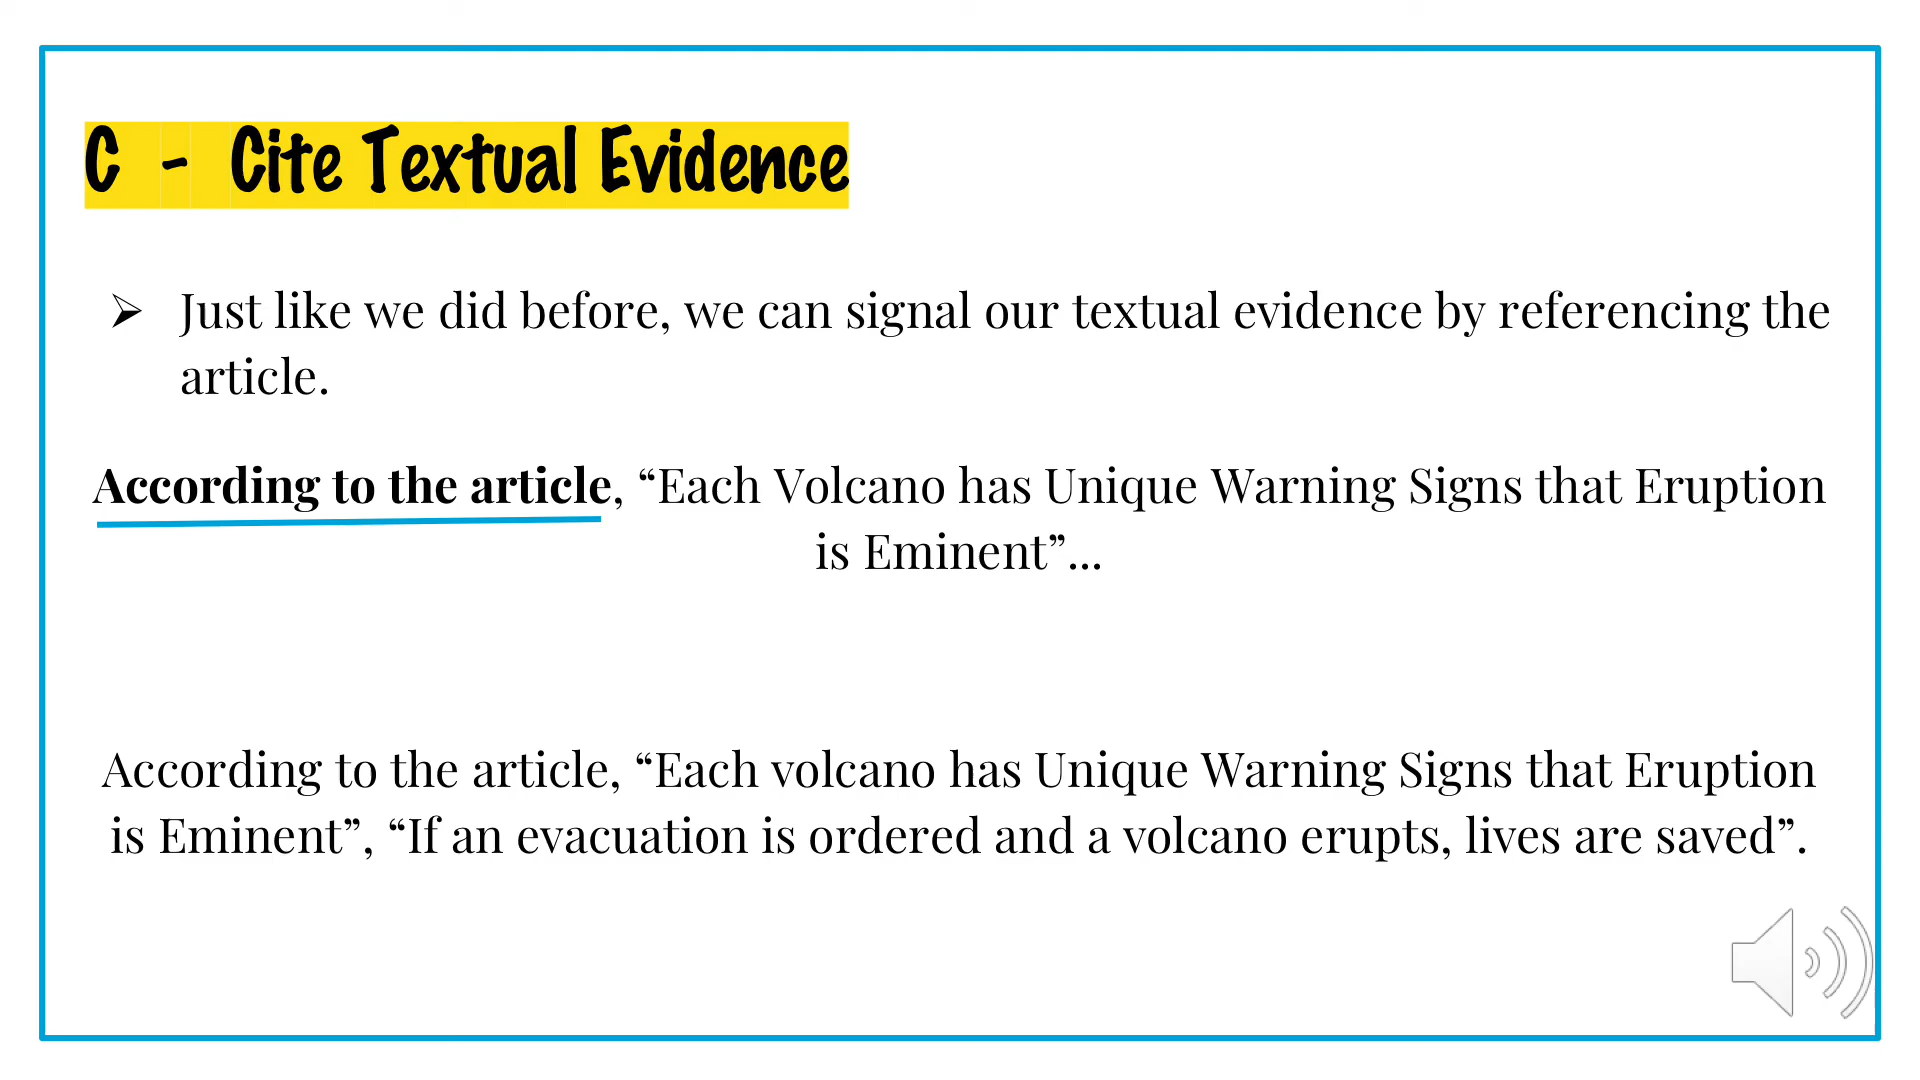 C - Cite Textual Evidence
➢ Just like we did before, we can signal our textual evidence by referencing the
article.
According to the article, “Each Volcano has Unique Warning Signs that Eruption
is Eminent”...
According to the article, “Each volcano has Unique Warning Signs that Eruption
is Eminent”, “If an evacuation is ordered and a volcano erupts, lives are saved”.